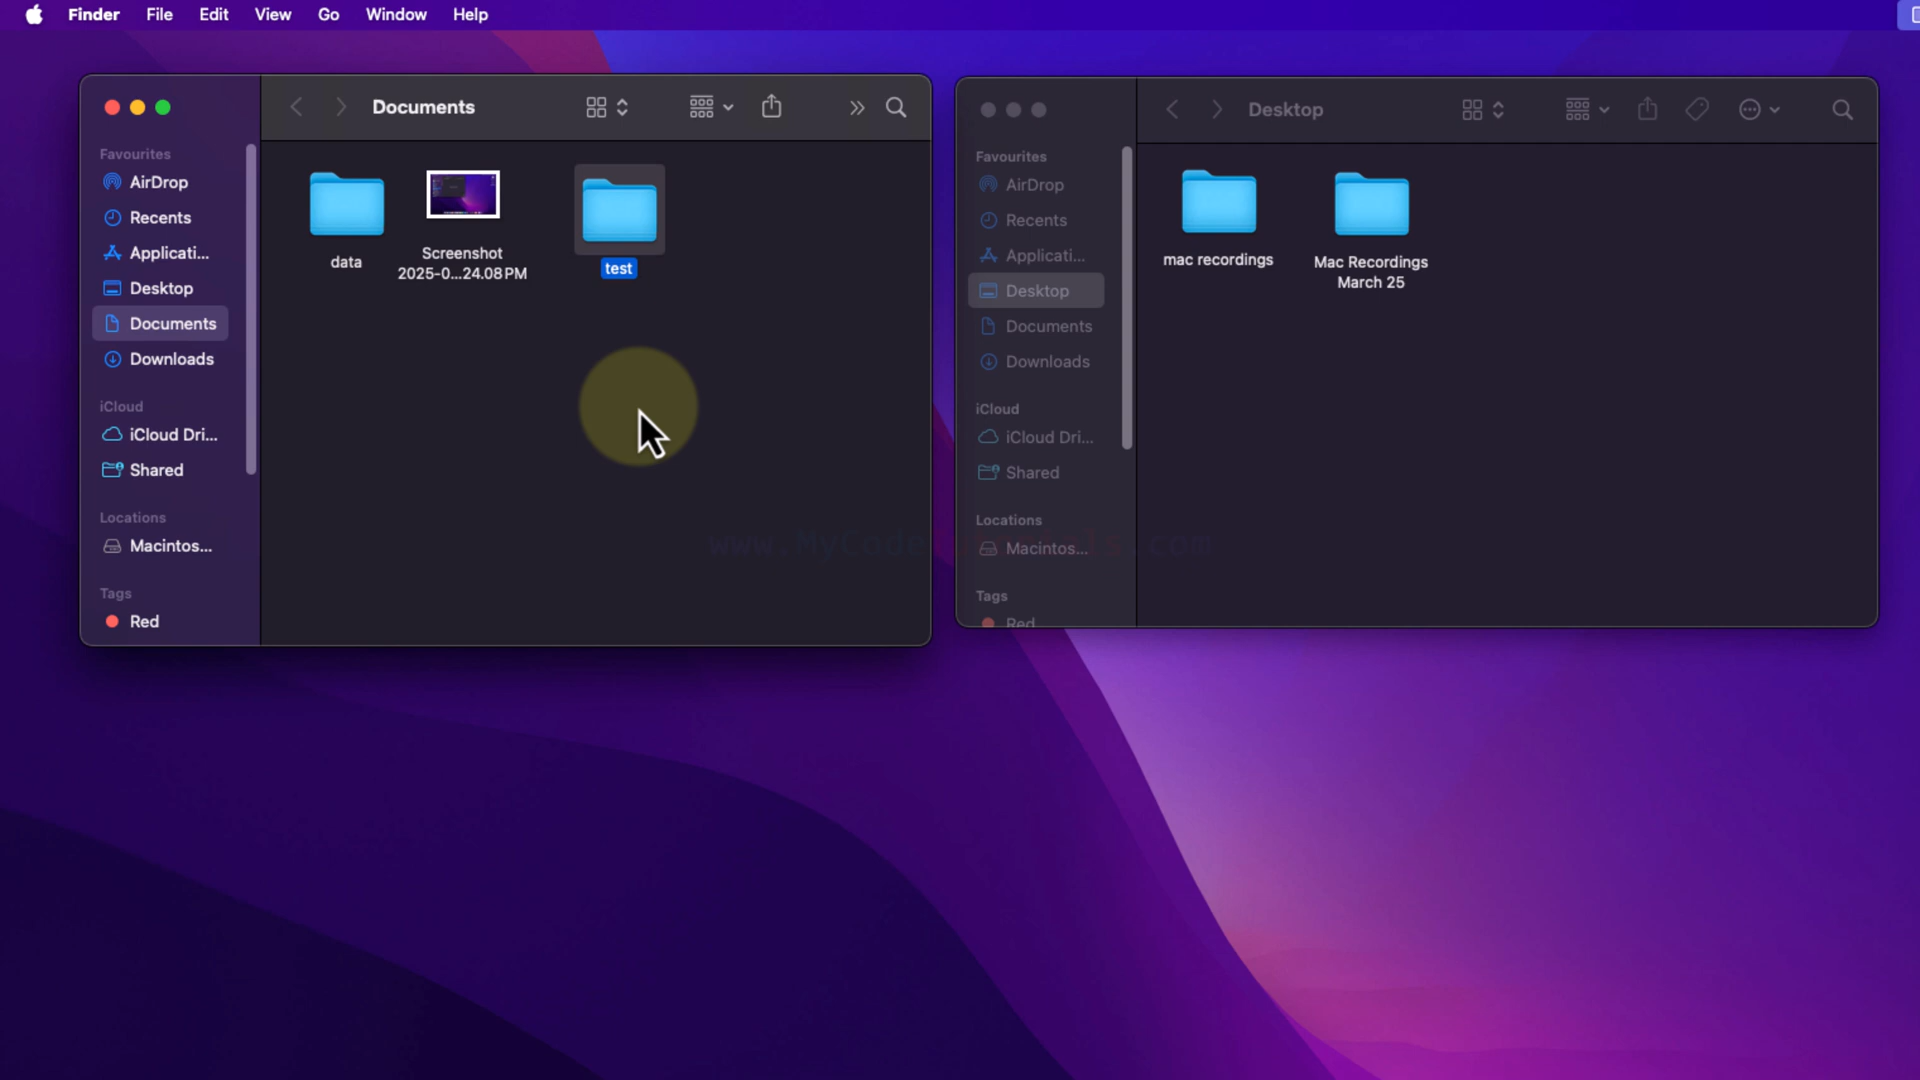 Finder File Edit View Go Window Help
Documents
Favourites
AirDrop
Recents
Applicati...
Desktop
Documents
Downloads
iCloud
iCloud Dri...
Shared
Locations
Macintos...
Tags
Red
data
Screenshot
2025-0...24.08 PM
test
Desktop
Favourites
AirDrop
Recents
Applicati...
Desktop
Documents
Downloads
iCloud
iCloud Dri...
Shared
Locations
Macintos...
Tags
Red
mac recordings
Mac Recordings
March 25